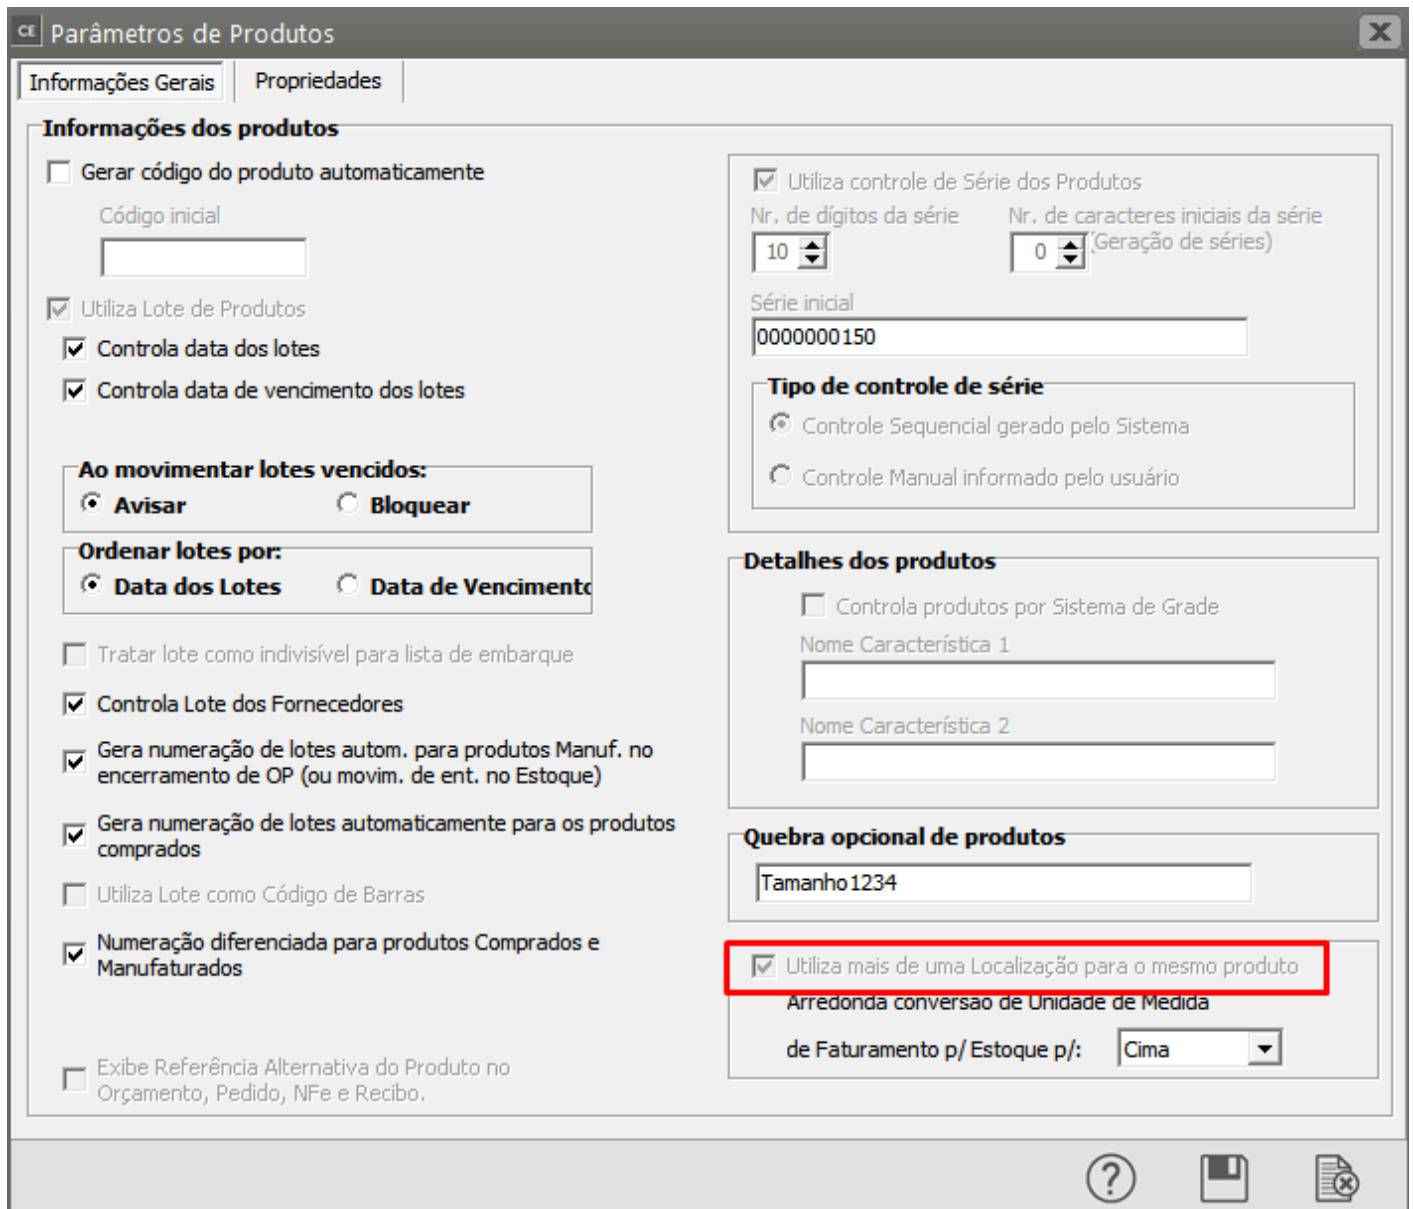 CE Parâmetros de Produtos
Informações Gerais
Propriedades
Informações dos produtos
Gerar código do produto automaticamente
Código inicial
Utiliza Lote de Produtos
Controla data dos lotes
Controla data de vencimento dos lotes
Ao movimentar lotes vencidos:
Avisar
Bloquear
Ordenar lotes por:
Data dos Lotes
Data de Vencimento
Tratar lote como indivisível para lista de embarque
Controla Lote dos Fornecedores
Gera numeração de lotes autom. para produtos Manuf. no
encerramento de OP (ou movim. de ent. no Estoque)
Gera numeração de lotes automaticamente para os produtos
comprados
Utiliza Lote como Código de Barras
Numeração diferenciada para produtos Comprados e
Manufaturados
Exibe Referência Alternativa do Produto no
Orçamento, Pedido, NFe e Recibo.
Utiliza controle de Série dos Produtos
Nr. de dígitos da série
10
Nr. de caracteres iniciais da série
(Geração de séries)
0
Série inicial
0000000150
Tipo de controle de série
Controle Sequencial gerado pelo Sistema
Controle Manual informado pelo usuário
Detalhes dos produtos
Controla produtos por Sistema de Grade
Nome Característica 1
Nome Característica 2
Quebra opcional de produtos
Tamanho1234
Utiliza mais de uma Localização para o mesmo produto
Arredonda conversão de Unidade de Medida
de Faturamento p/ Estoque p/:
Cima
?